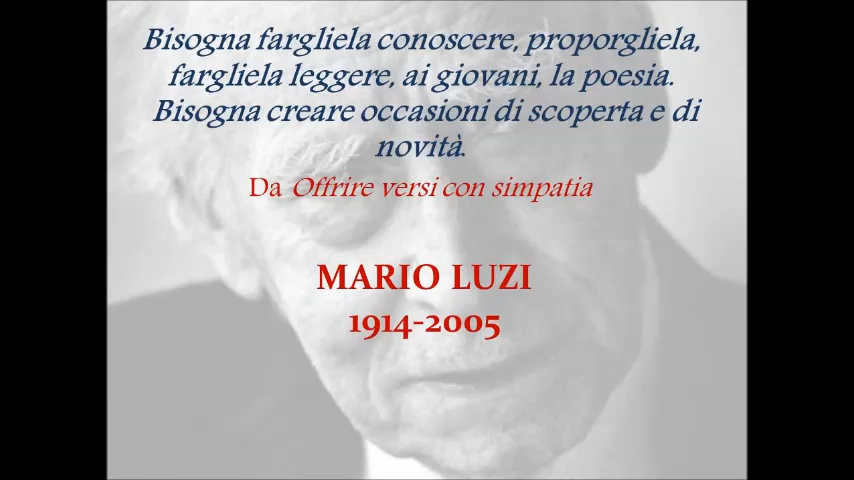 Bisogna fargliela conoscere, proporgliela,
fargliela leggere, ai giovani, la poesia.
Bisogna creare occasioni di scoperta e di
novità.
Da Offrire versi con simpatia
MARIO LUZI
1914-2005